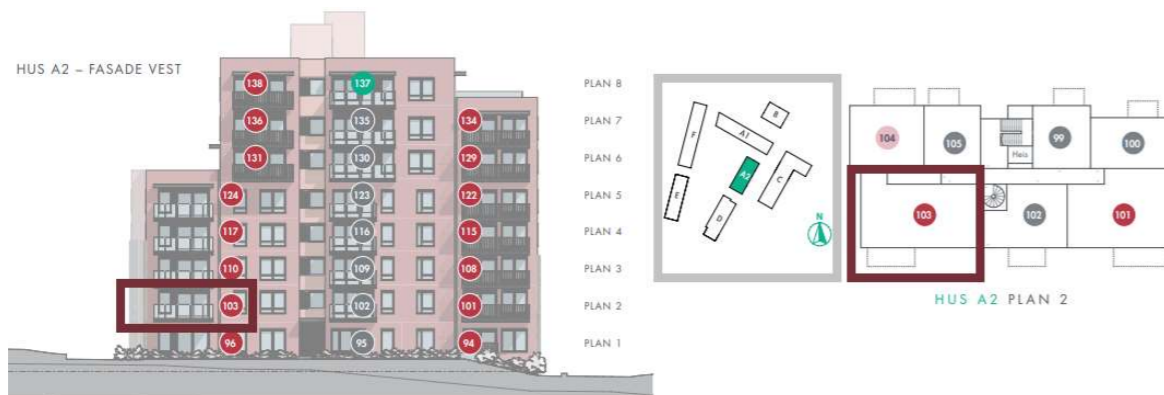 HUS A2 – FASADE VEST
138
137
PLAN 8
136
135
134
PLAN 7
131
130
129
PLAN 6
124
123
122
PLAN 5
117
116
115
PLAN 4
110
109
108
PLAN 3
103
102
101
PLAN 2
96
95
94
PLAN 1
B
A1
F
A2
C
E
D
N
104
105
Heis
99
100
103
102
101
HUS A2 PLAN 2